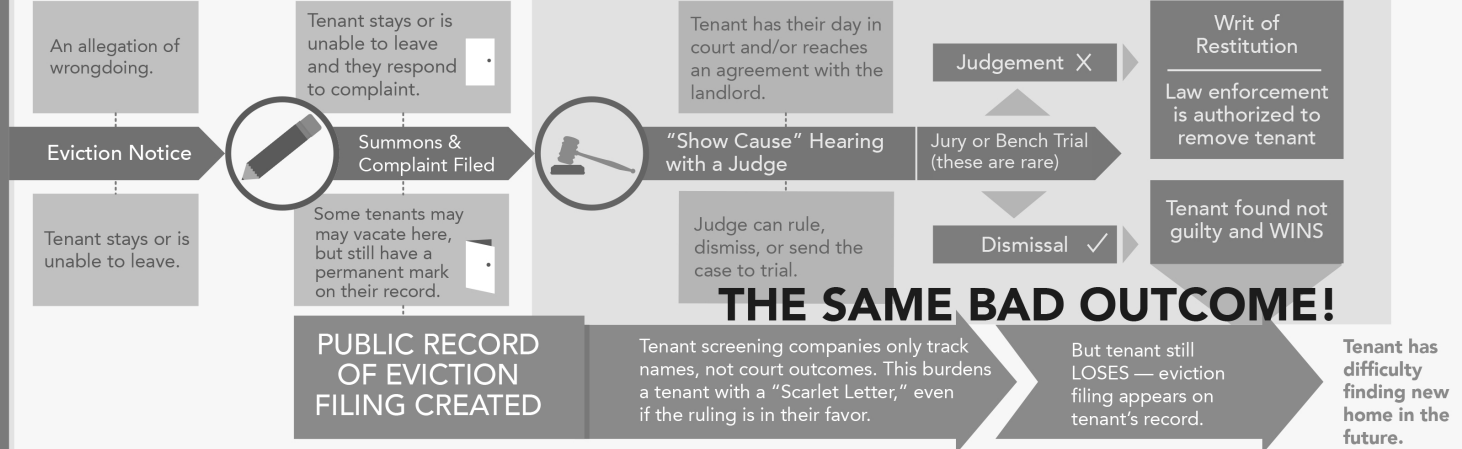 An allegation of
wrongdoing.
Eviction Notice
Tenant stays or is
unable to leave.
Tenant stays or is
unable to leave
and they respond
to complaint.
Summons &
Complaint Filed
Some tenants may
may vacate here,
but still have a
permanent mark
on their record.
Tenant has their day in
court and/or reaches
an agreement with the
landlord.
“Show Cause” Hearing
with a Judge
Judge can rule,
dismiss, or send the
case to trial.
Judgement X
Jury or Bench Trial
(these are rare)
Dismissal ✓
Writ of
Restitution
Law enforcement
is authorized to
remove tenant
Tenant found not
guilty and WINS
THE SAME BAD OUTCOME!
PUBLIC RECORD
OF EVICTION
FILING CREATED
Tenant screening companies only track
names, not court outcomes. This burdens
a tenant with a “Scarlet Letter,” even
if the ruling is in their favor.
But tenant still
LOSES — eviction
filing appears on
tenant’s record.
Tenant has
difficulty
finding new
home in the
future.